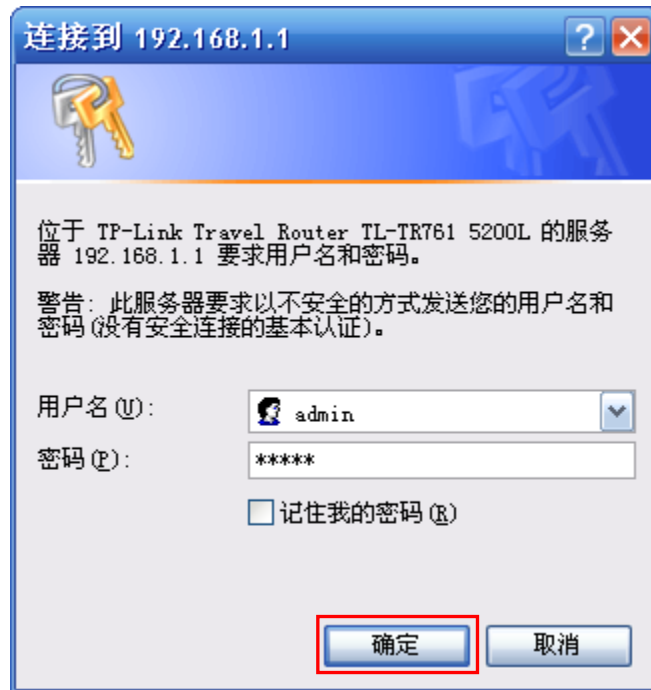 连接到 192.168.1.1
位于 TP-Link Travel Router TL-TR761 5200L 的服务
器 192.168.1.1 要求用户名和密码。
警告: 此服务器要求以不安全的方式发送您的用户名和
密码(没有安全连接的基本认证)。
用户名(U):
admin
密码(P):
*****
记住我的密码(R)
确定
取消